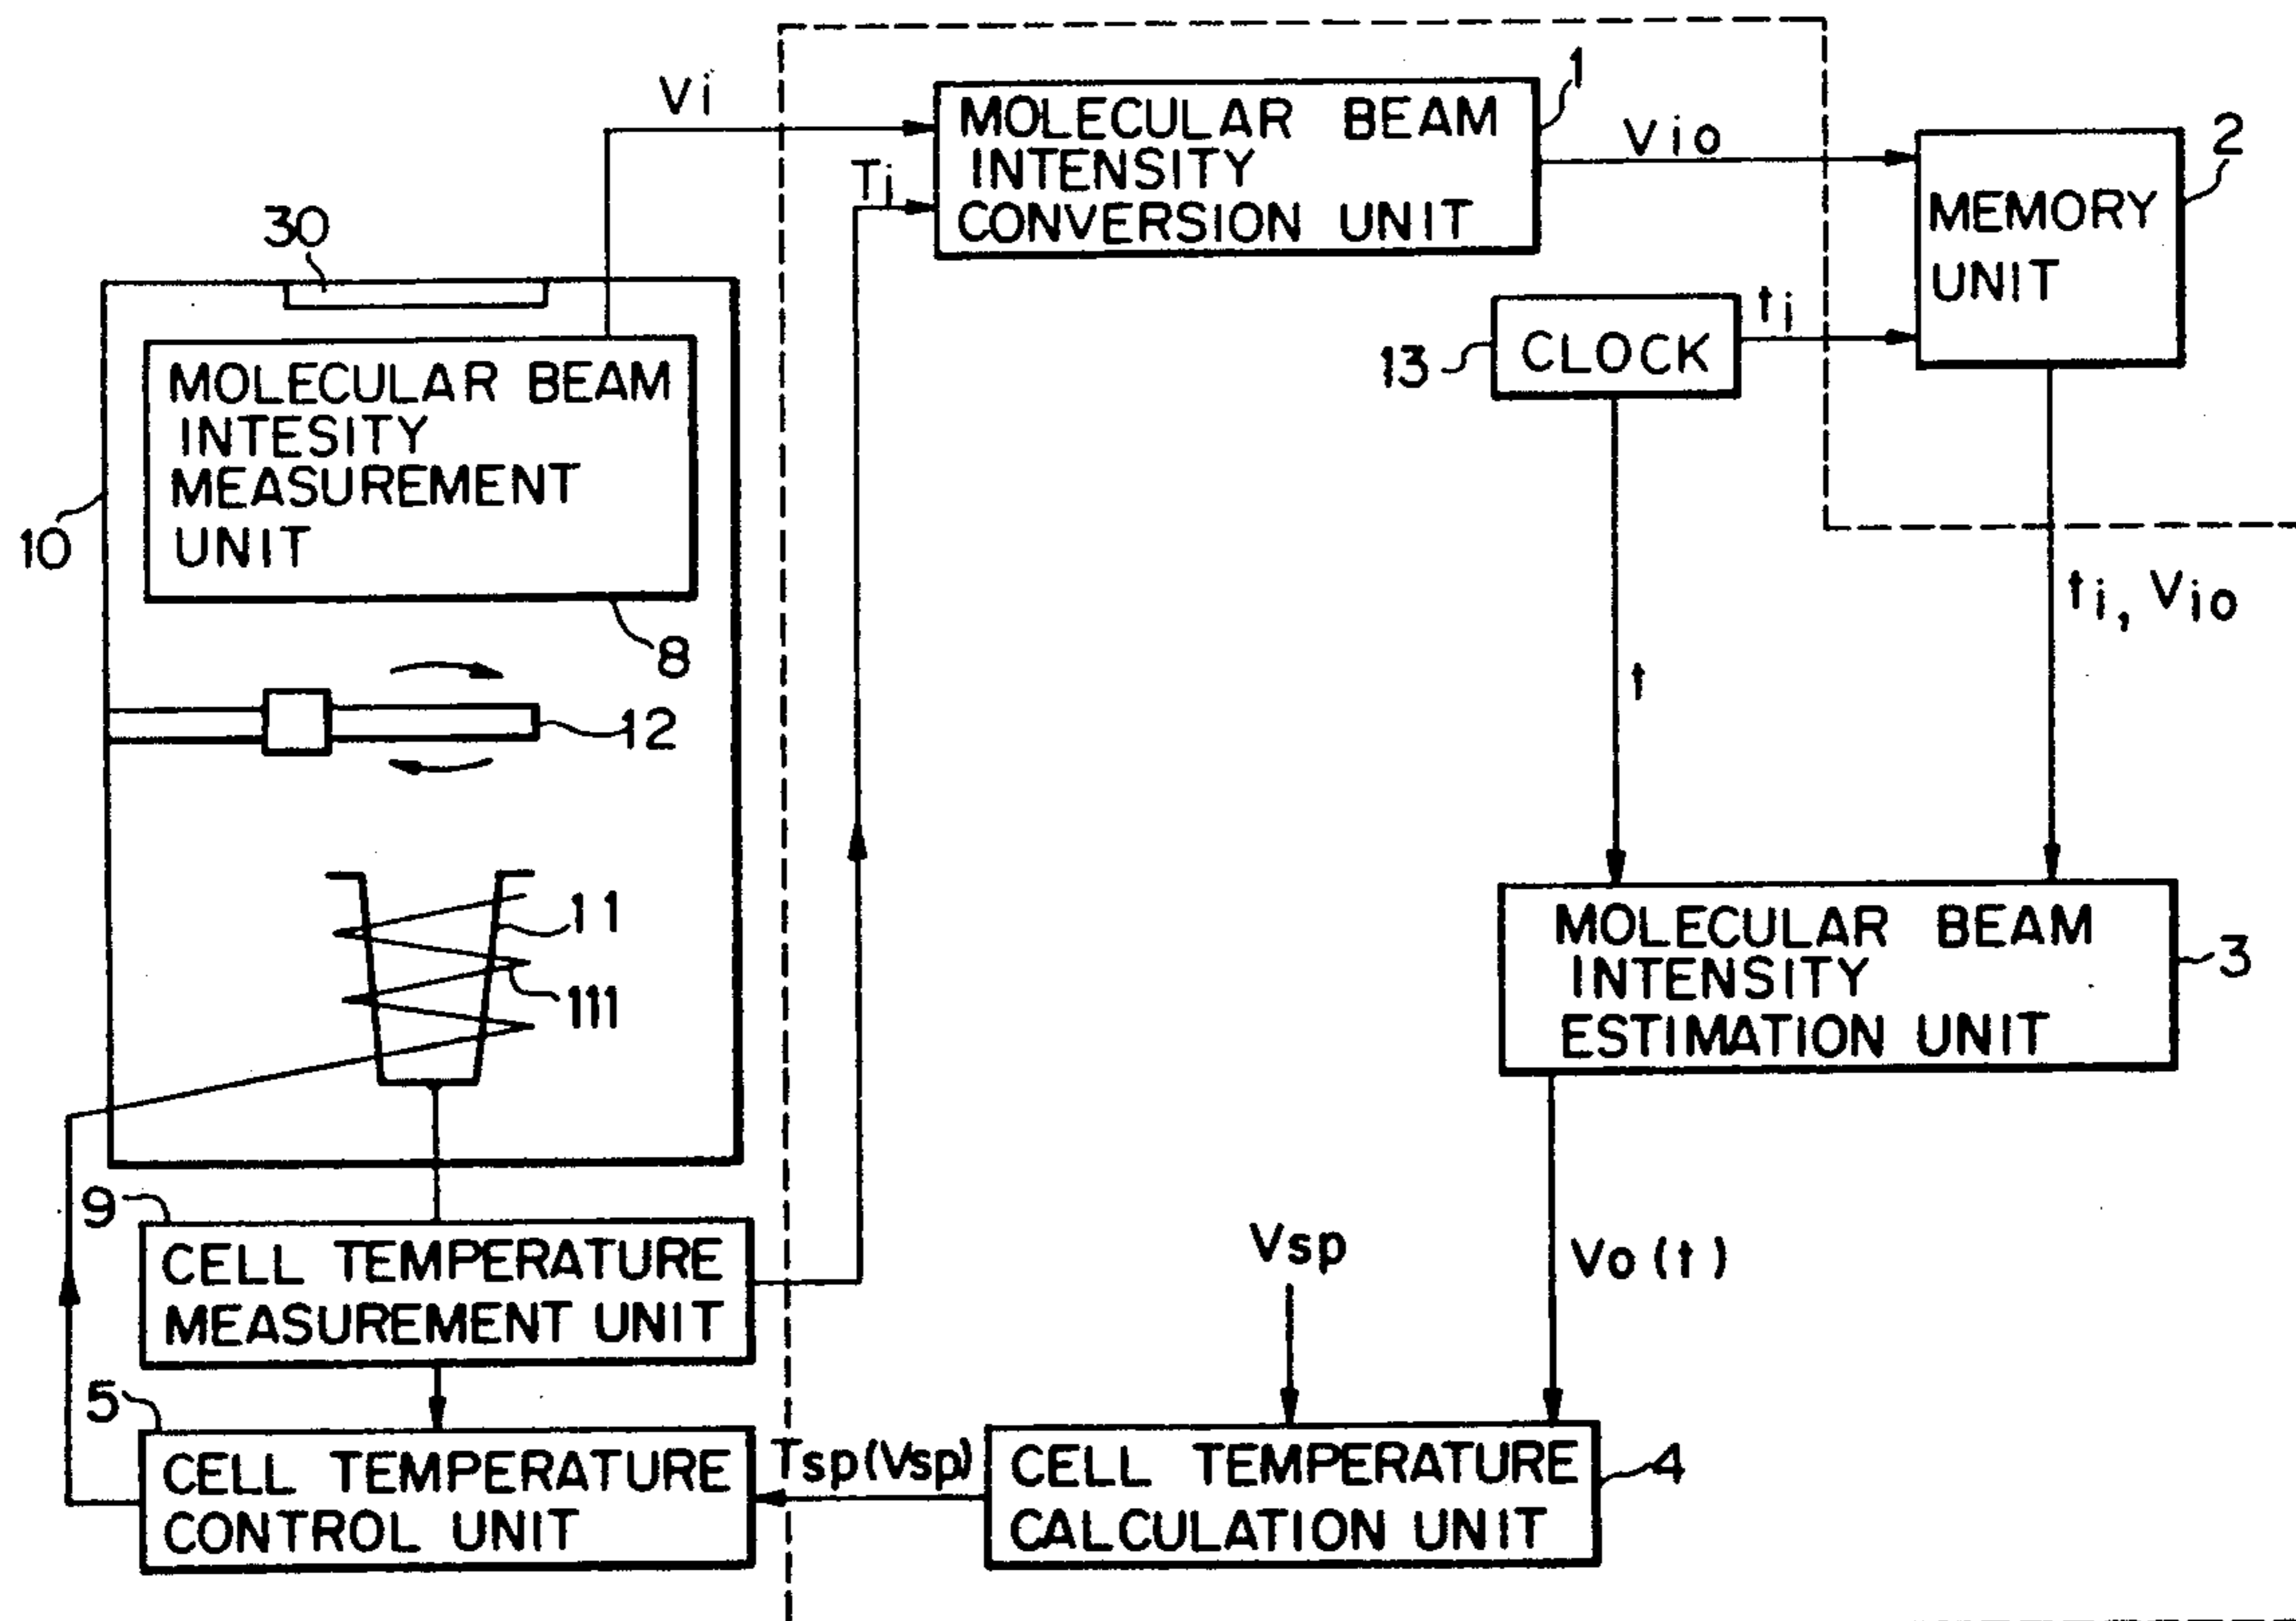 Vi
MOLECULAR BEAM
INTENSITY
CONVERSION UNIT
1
Ti
Vio
MEMORY
UNIT
2
30
CLOCK
13
ti
MOLECULAR BEAM
INTESITY
MEASUREMENT
UNIT
10
8
ti, Vio
t
12
11
111
MOLECULAR BEAM
INTENSITY
ESTIMATION UNIT
3
9
CELL TEMPERATURE
MEASUREMENT UNIT
Vsp
Vo(t)
5
CELL TEMPERATURE
CONTROL UNIT
Tsp(Vsp)
CELL TEMPERATURE
CALCULATION UNIT
4